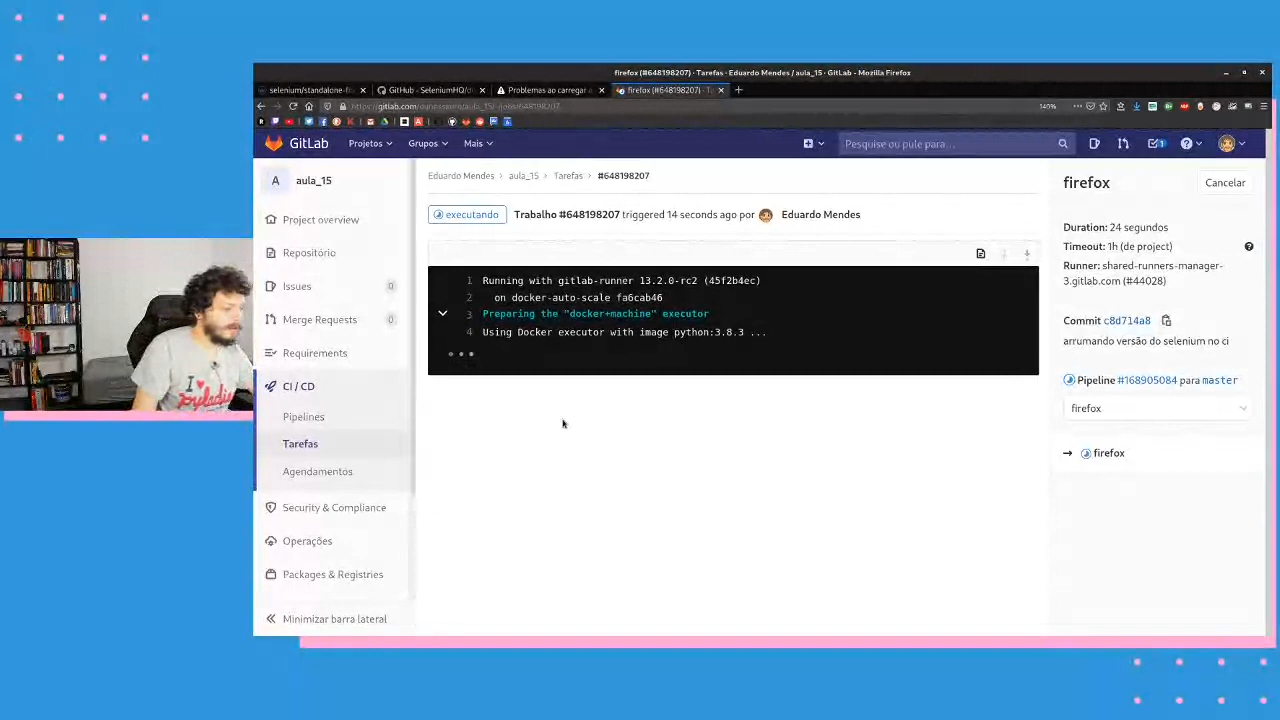 firefox (#648198207) · Tarefas · Eduardo Mendes / aula_15 · GitLab - Mozilla Firefox
selenium/standalone-fi
GitHub - SeleniumHQ/d
Problemas ao carregar a
firefox (#648198207) · Ta
140%
GitLab
Projetos
Grupos
Mais
Pesquise ou pule para...
1
A
aula_15
Project overview
Repositório
Issues
0
Merge Requests
0
Requirements
CI / CD
Pipelines
Tarefas
Agendamentos
Security & Compliance
Operações
Packages & Registries
Minimizar barra lateral
Eduardo Mendes > aula_15 > Tarefas > #648198207
executando
Trabalho #648198207 triggered 14 seconds ago por Eduardo Mendes
1 Running with gitlab-runner 13.2.0-rc2 (45f2b4ec)
2 on docker-auto-scale fa6cab46
3 Preparing the "docker+machine" executor
4 Using Docker executor with image python:3.8.3 ...
firefox
Cancelar
Duration: 24 segundos
Timeout: 1h (de project)
Runner: shared-runners-manager-
3.gitlab.com (#44028)
Commit c8d714a8
arrumando versão do selenium no ci
Pipeline #168905084 para master
firefox
→ firefox
I ♥